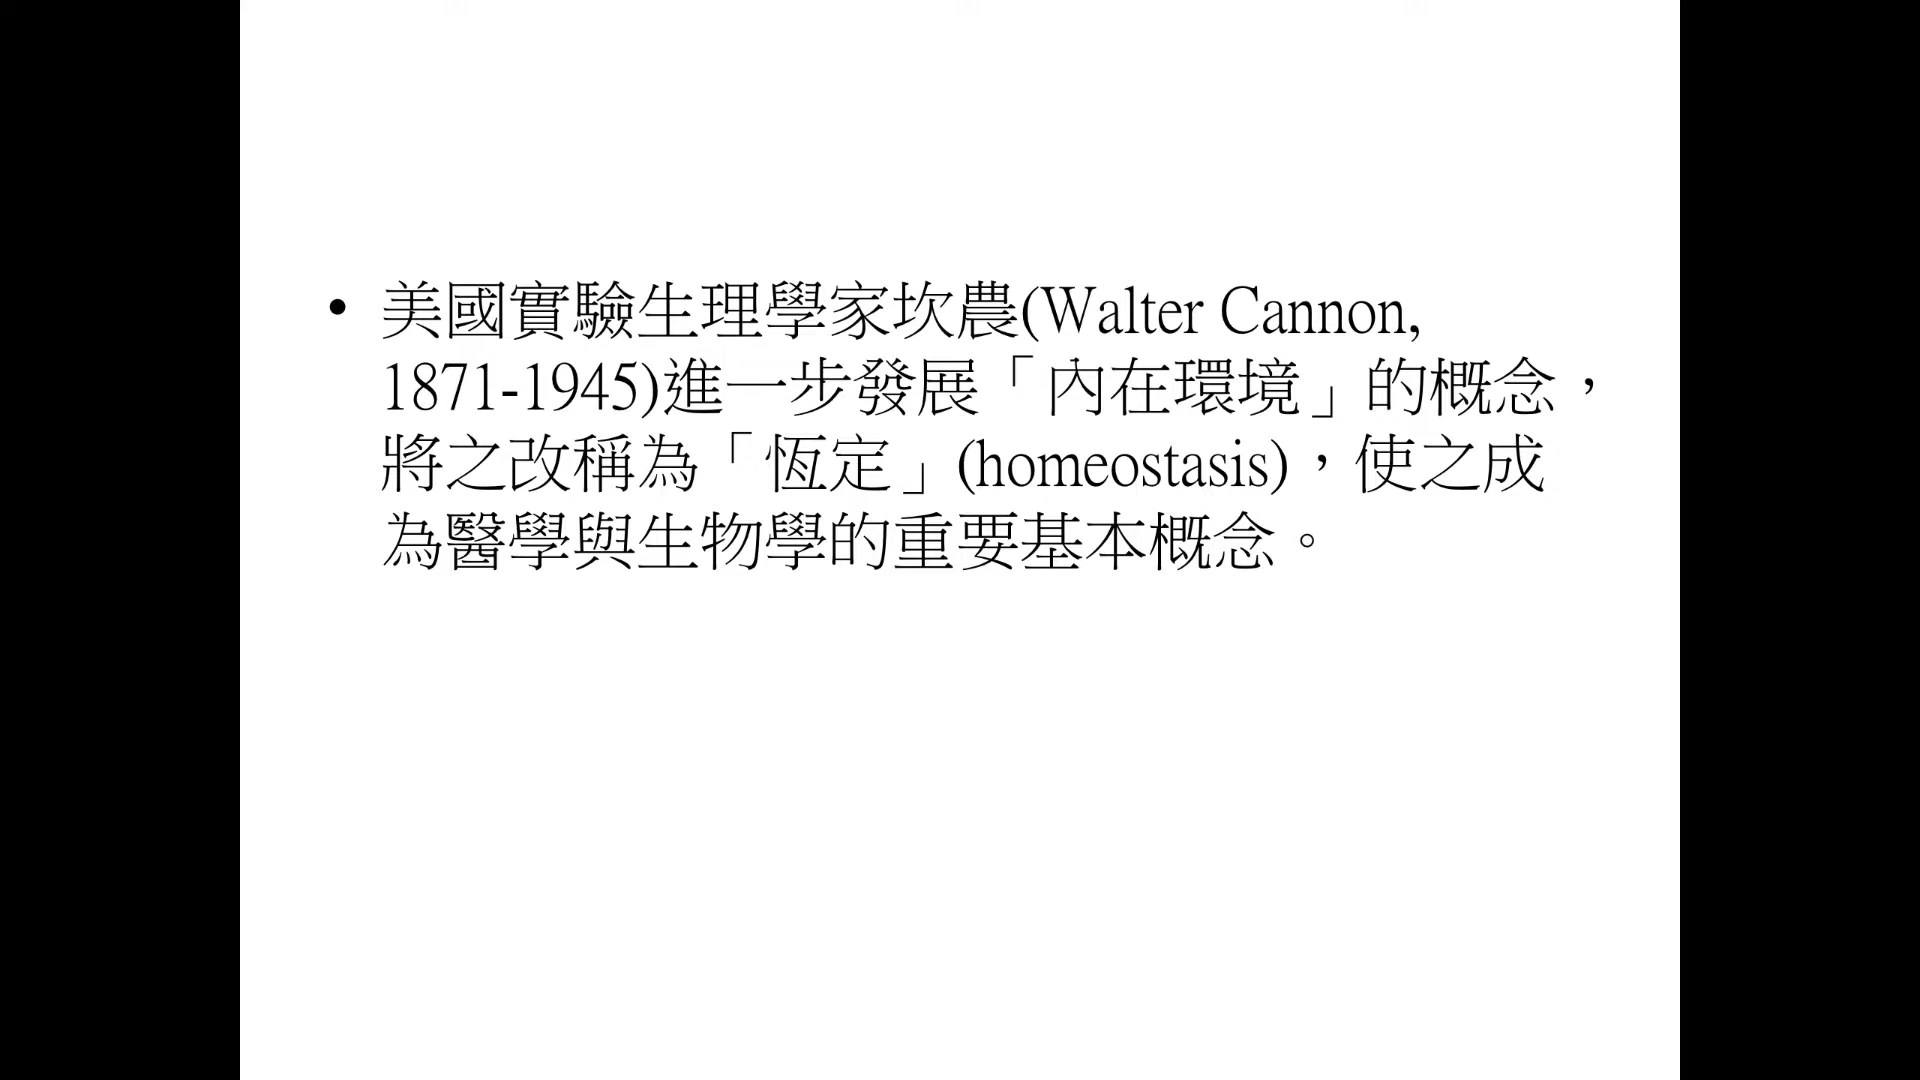 • 美國實驗生理學家坎農(Walter Cannon,
1871-1945)進一步發展「內在環境」的概念，
將之改稱為「恆定」(homeostasis)，使之成
為醫學與生物學的重要基本概念。